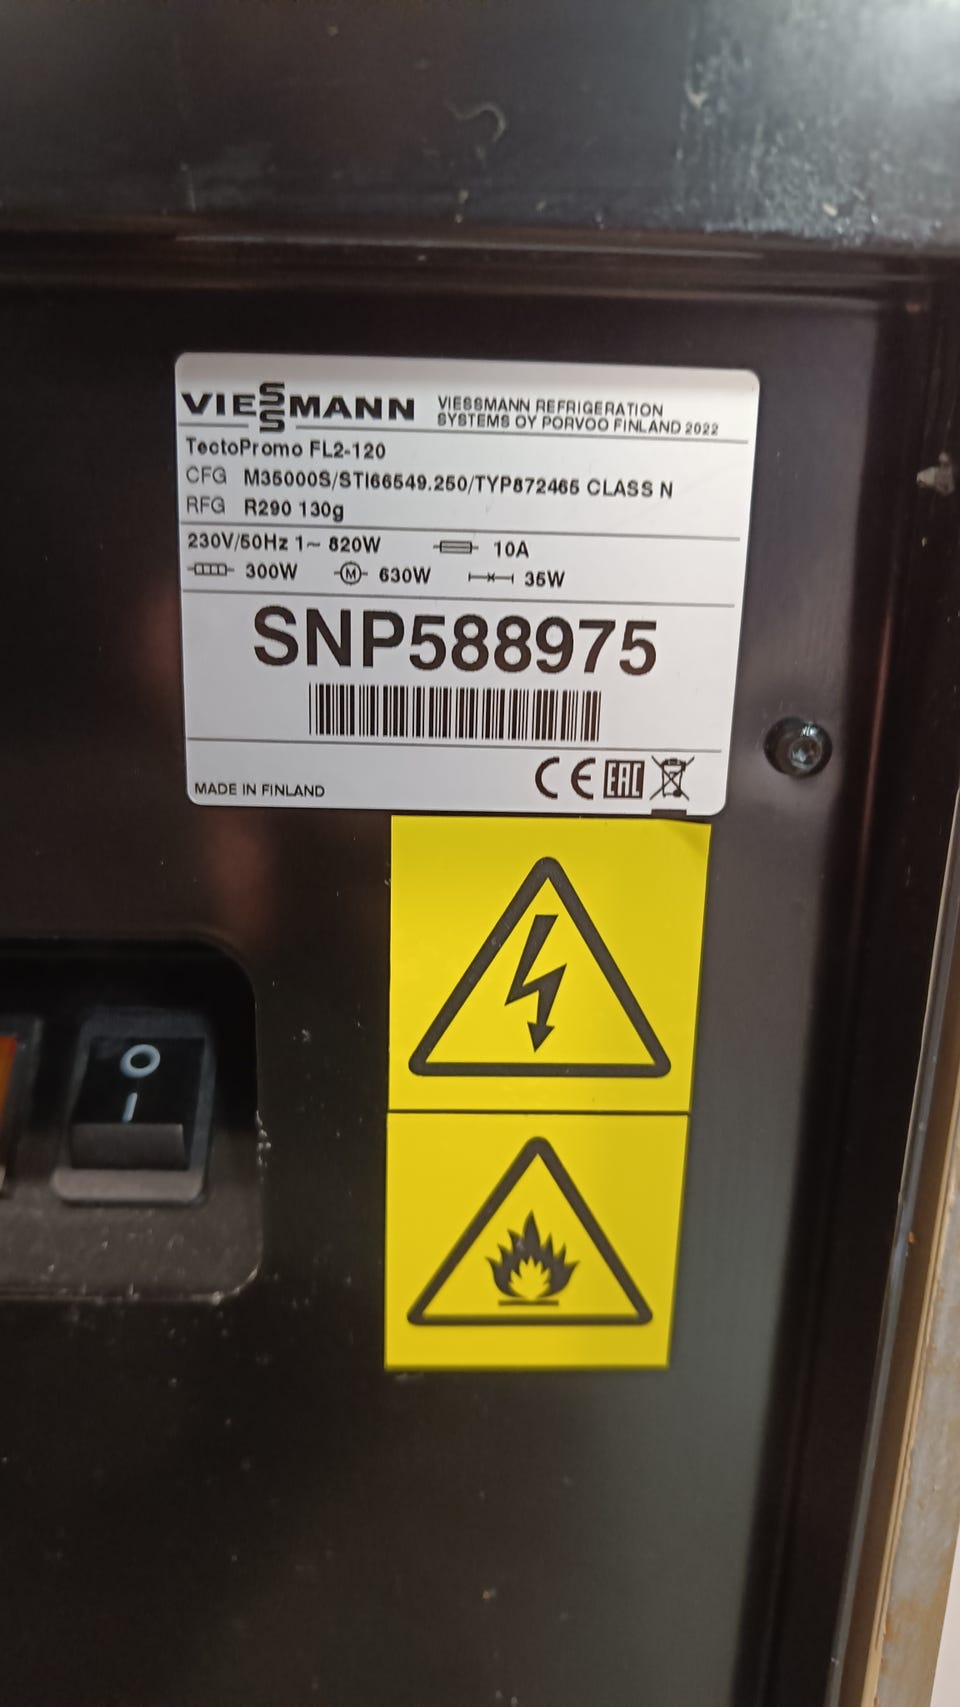 VIESSMANN
VIESSMANN REFRIGERATION
SYSTEMS OY PORVOO FINLAND 2022
TectoPromo FL2-120
CFG M35000S/STI66549.250/TYP872465 CLASS N
RFG R290 130g
230V/50Hz 1~ 820W 10A
300W M 630W 35W
SNP588975
MADE IN FINLAND
CE EAC
O
I